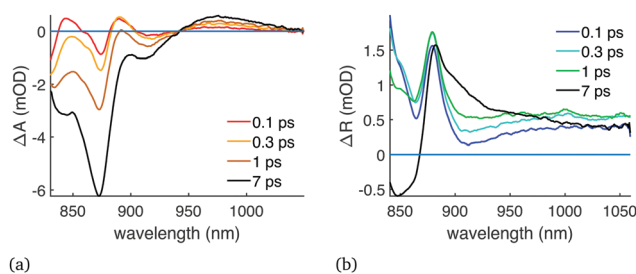 0
-2
-4
-6
ΔA (mOD)
0.1 ps
0.3 ps
1 ps
7 ps
850 900 950 1000
wavelength (nm)
(a)
1.5
1
0.5
0
-0.5
ΔR (mOD)
0.1 ps
0.3 ps
1 ps
7 ps
850 900 950 1000 1050
wavelength (nm)
(b)